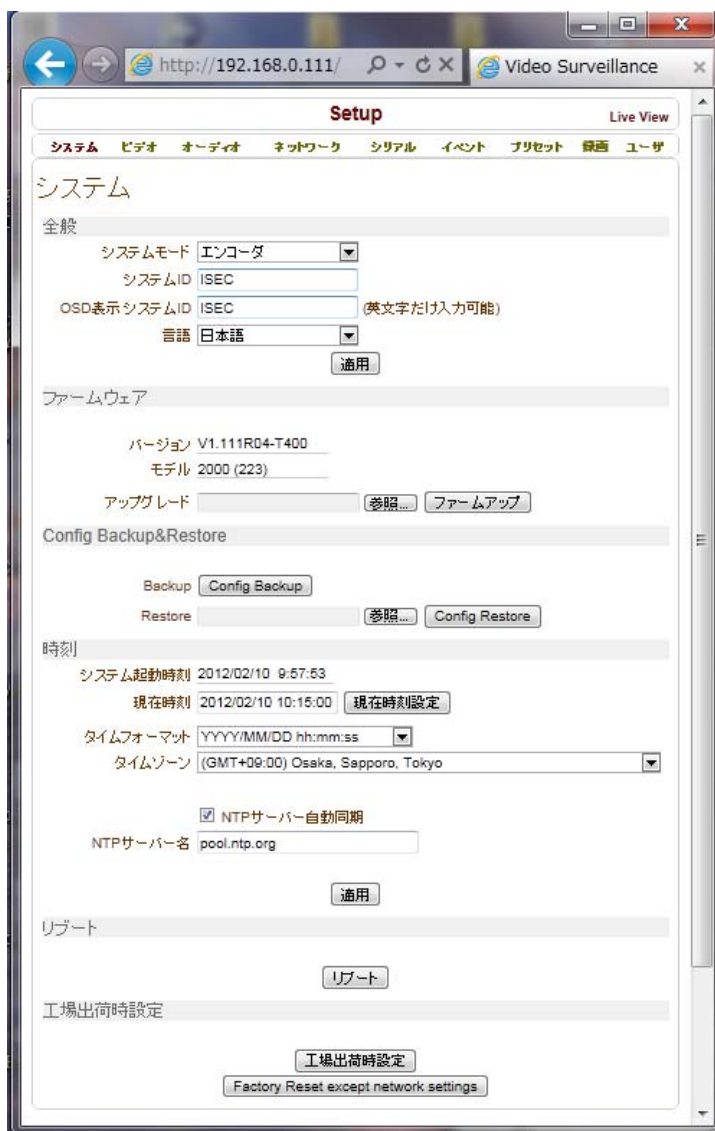 http://192.168.0.111/
Video Surveillance
Setup
Live View
システム ビデオ オーディオ ネットワーク シリアル イベント プリセット 録画 ユーザ
システム
全般
システムモード エンコーダ
システムID ISEC
OSD表示システムID ISEC (英文字だけ入力可能)
言語 日本語
適用
ファームウェア
バージョン V1.111R04-T400
モデル 2000 (223)
アップグレード 参照... ファームアップ
Config Backup&Restore
Backup Config Backup
Restore 参照... Config Restore
時刻
システム起動時刻 2012/02/10 9:57:53
現在時刻 2012/02/10 10:15:00 現在時刻設定
タイムフォーマット YYYY/MM/DD hh:mm:ss
タイムゾーン (GMT+09:00) Osaka, Sapporo, Tokyo
NTPサーバー自動同期
NTPサーバー名 pool.ntp.org
適用
リブート
リブート
工場出荷時設定
工場出荷時設定
Factory Reset except network settings